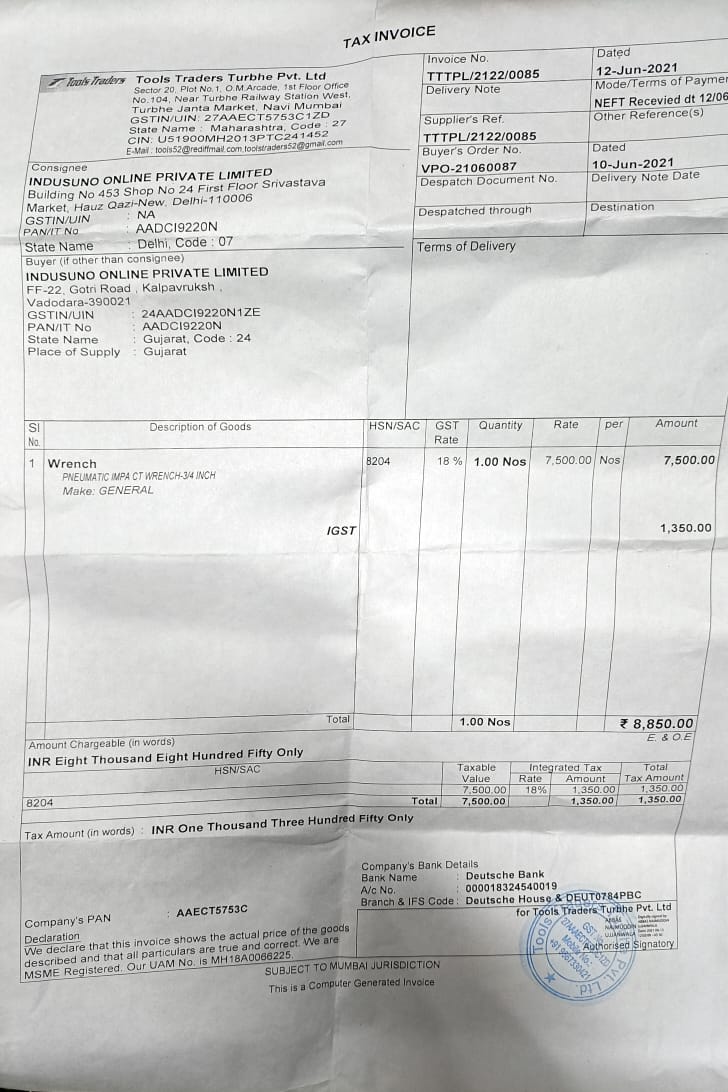 TAX INVOICE
Tools Traders
Tools Traders Turbhe Pvt. Ltd
Sector 20, Plot No.1, O.M.Arcade, 1st Floor Office
No.104, Near Turbhe Railway Station West,
Turbhe Janta Market, Navi Mumbai
GSTIN/UIN: 27AAECT5753C1ZD
State Name : Maharashtra, Code : 27
CIN: U51900MH2013PTC241452
E-Mail : tools52@rediffmail.com,toolstraders52@gmail.com
Invoice No.
TTTPL/2122/0085
Dated
12-Jun-2021
Delivery Note
Mode/Terms of Payme
NEFT Recevied dt 12/06
Supplier's Ref.
TTTPL/2122/0085
Other Reference(s)
Buyer's Order No.
VPO-21060087
Dated
10-Jun-2021
Despatch Document No.
Delivery Note Date
Despatched through
Destination
Terms of Delivery
Consignee
INDUSUNO ONLINE PRIVATE LIMITED
Building No 453 Shop No 24 First Floor Srivastava
Market, Hauz Qazi-New. Delhi-110006
GSTIN/UIN : NA
PAN/IT No : AADCI9220N
State Name : Delhi, Code : 07
Buyer (if other than consignee)
INDUSUNO ONLINE PRIVATE LIMITED
FF-22, Gotri Road , Kalpavruksh ,
Vadodara-390021
GSTIN/UIN : 24AADCI9220N1ZE
PAN/IT No : AADCI9220N
State Name : Gujarat, Code : 24
Place of Supply : Gujarat
Sl No. Description of Goods HSN/SAC GST Rate Quantity Rate per Amount
1 Wrench 8204 18 % 1.00 Nos 7,500.00 Nos 7,500.00
PNEUMATIC IMPA CT WRENCH-3/4 INCH
Make: GENERAL
IGST 1,350.00
Total 1.00 Nos ₹ 8,850.00
Amount Chargeable (in words) E. & O.E
INR Eight Thousand Eight Hundred Fifty Only
HSN/SAC Taxable Value Integrated Tax Rate Amount Total Tax Amount
8204 7,500.00 18% 1,350.00 1,350.00
Total 7,500.00 1,350.00 1,350.00
Tax Amount (in words) : INR One Thousand Three Hundred Fifty Only
Company's Bank Details
Bank Name : Deutsche Bank
A/c No. : 000018324540019
Branch & IFS Code : Deutsche House & DEUT0784PBC
Company's PAN : AAECT5753C
Declaration
We declare that this invoice shows the actual price of the goods
described and that all particulars are true and correct. We are
MSME Registered. Our UAM No. is MH18A0066225.
for Tools Traders Turbhe Pvt. Ltd
Authorised Signatory
SUBJECT TO MUMBAI JURISDICTION
This is a Computer Generated Invoice